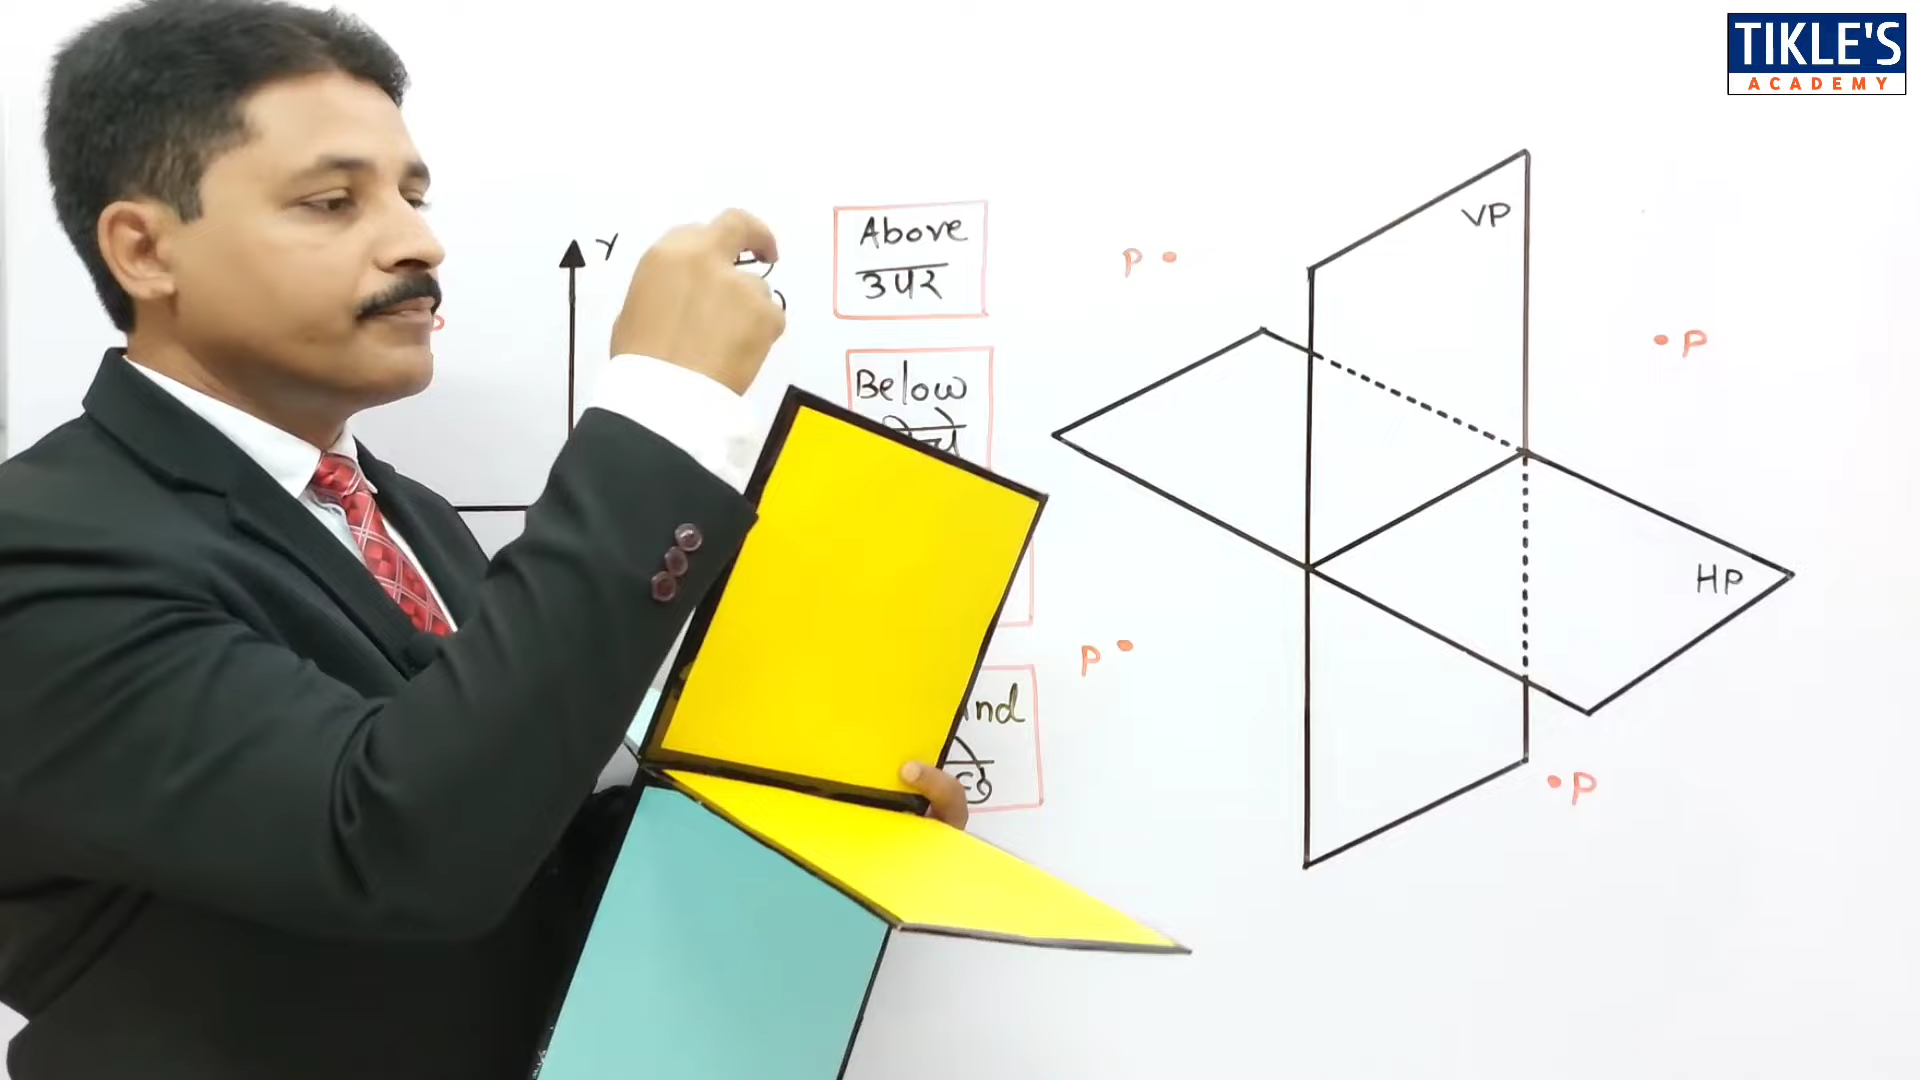 TIKLE'S
ACADEMY
Y
Above
उपर
Below
VP
P
P
HP
P
P